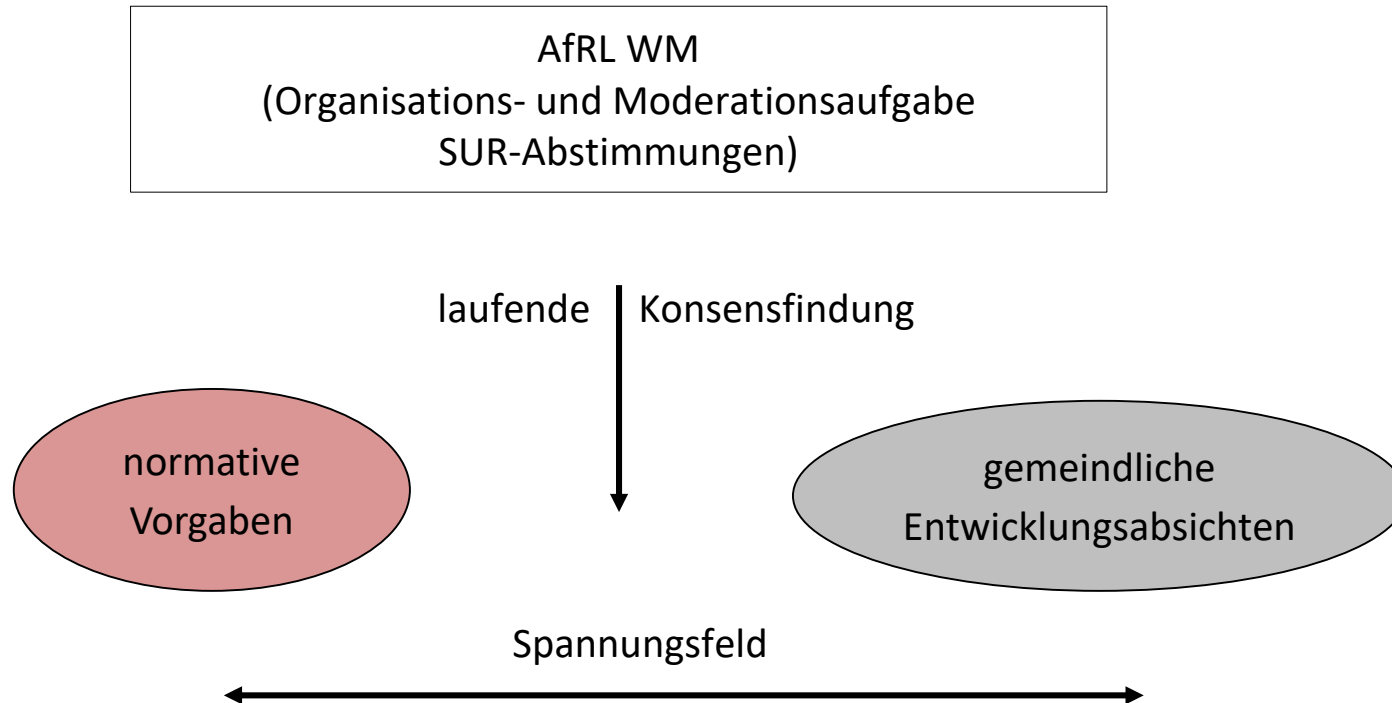 AfRL WM
(Organisations- und Moderationsaufgabe
SUR-Abstimmungen)
laufende Konsensfindung
normative
Vorgaben
gemeindliche
Entwicklungsabsichten
Spannungsfeld